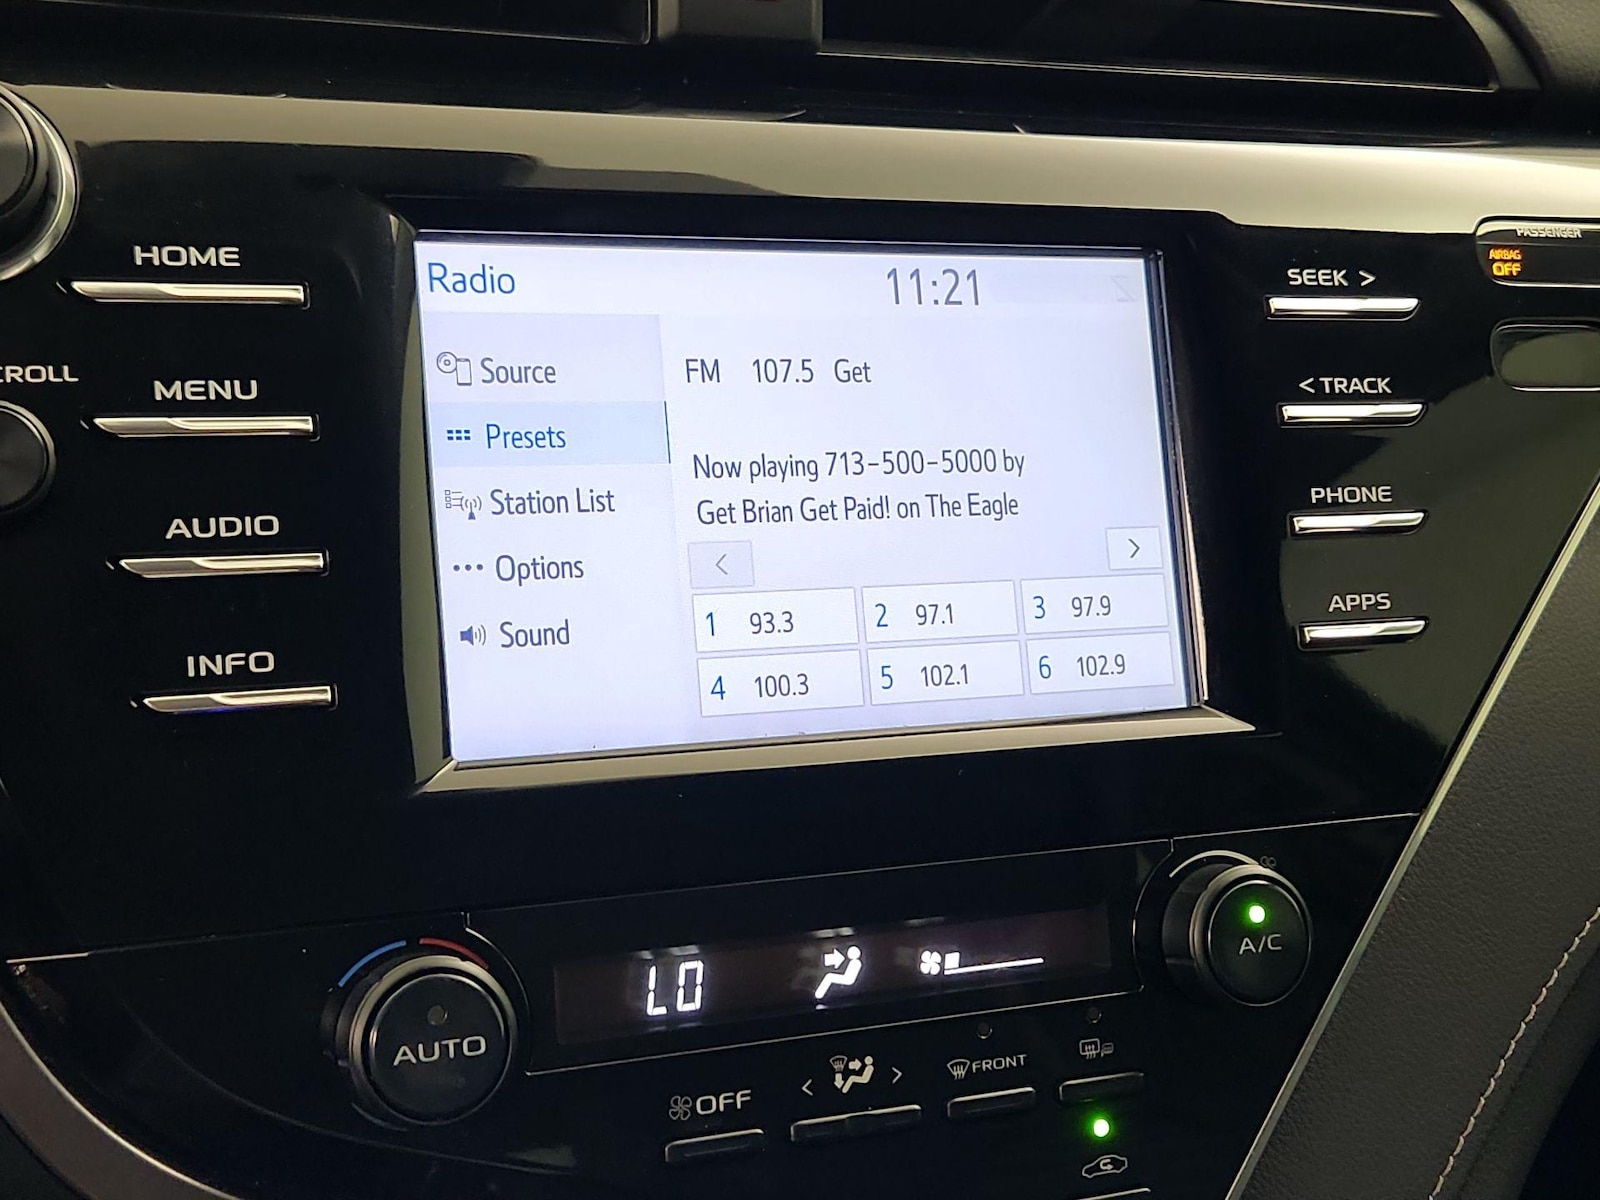 PASSENGER
AIRBAG
OFF
HOME
MENU
AUDIO
INFO
Radio
11:21
Source
Presets
Station List
Options
Sound
FM 107.5 Get
Now playing 713-500-5000 by
Get Brian Get Paid! on The Eagle
<
>
1 93.3
2 97.1
3 97.9
4 100.3
5 102.1
6 102.9
SEEK >
< TRACK
PHONE
APPS
AUTO
LO
A/C
OFF
< >
FRONT